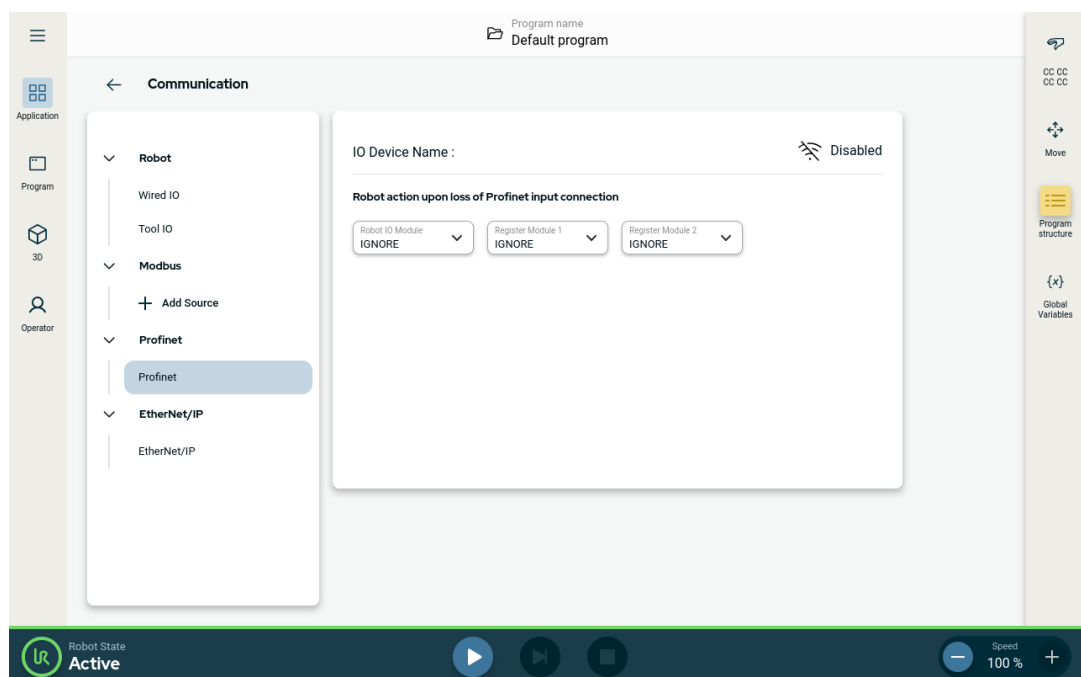 Program name
Default program
Application
Program
3D
Operator
Communication
Robot
Wired IO
Tool IO
Modbus
Add Source
Profinet
Profinet
EtherNet/IP
EtherNet/IP
IO Device Name :
Disabled
Robot action upon loss of Profinet input connection
Robot IO Module
IGNORE
Register Module 1
IGNORE
Register Module 2
IGNORE
CC CC
CC CC
Move
Program
structure
{x}
Global
Variables
UR
Robot State
Active
Speed
100 %